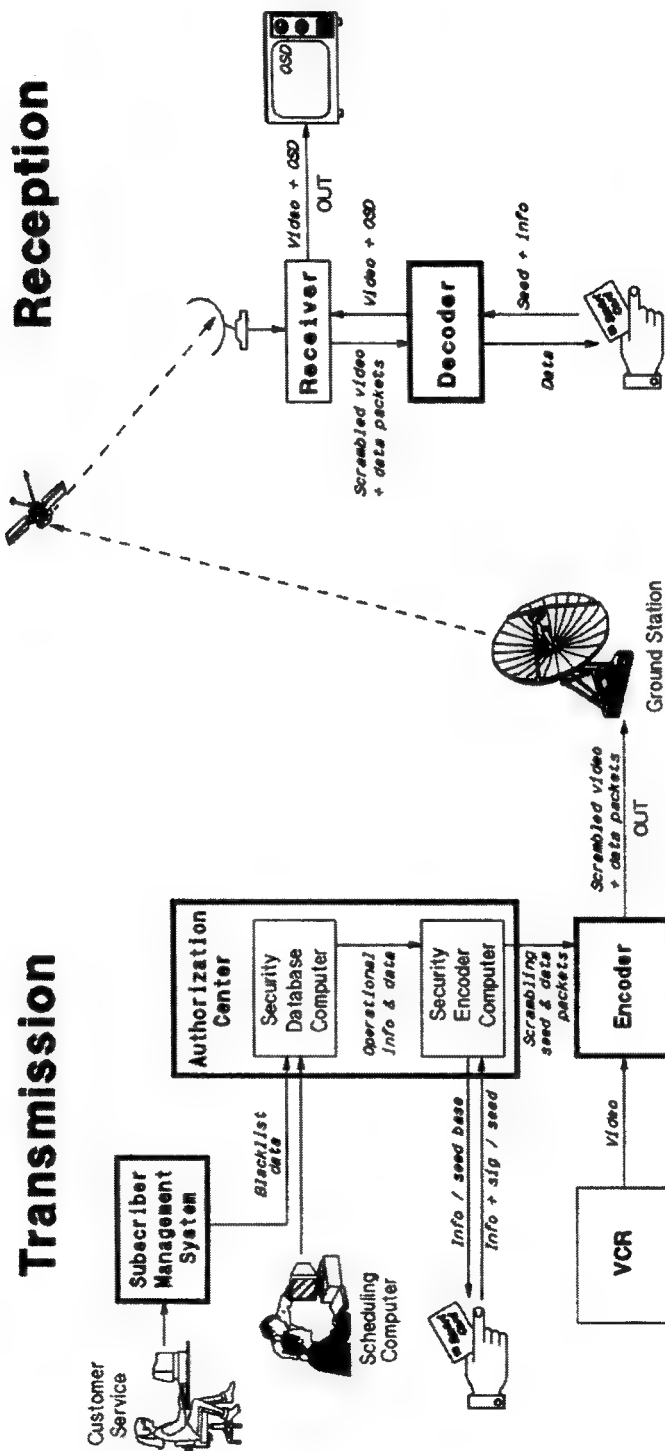 Transmission
Reception
Customer
Service
Subscriber
Management
System
Blacklist
data
Scheduling
Computer
Authorization
Center
Security
Database
Computer
Operational
info & data
Security
Encoder
Computer
Info / seed base
Info + sig / seed
Scrambling
seed & data
packets
VCR
Video
Encoder
Scrambled video
+ data packets
OUT
Ground Station
Receiver
Video + OSD
OUT
OSD
Scrambled video
+ data packets
Video + OSD
Decoder
Data
Seed + info